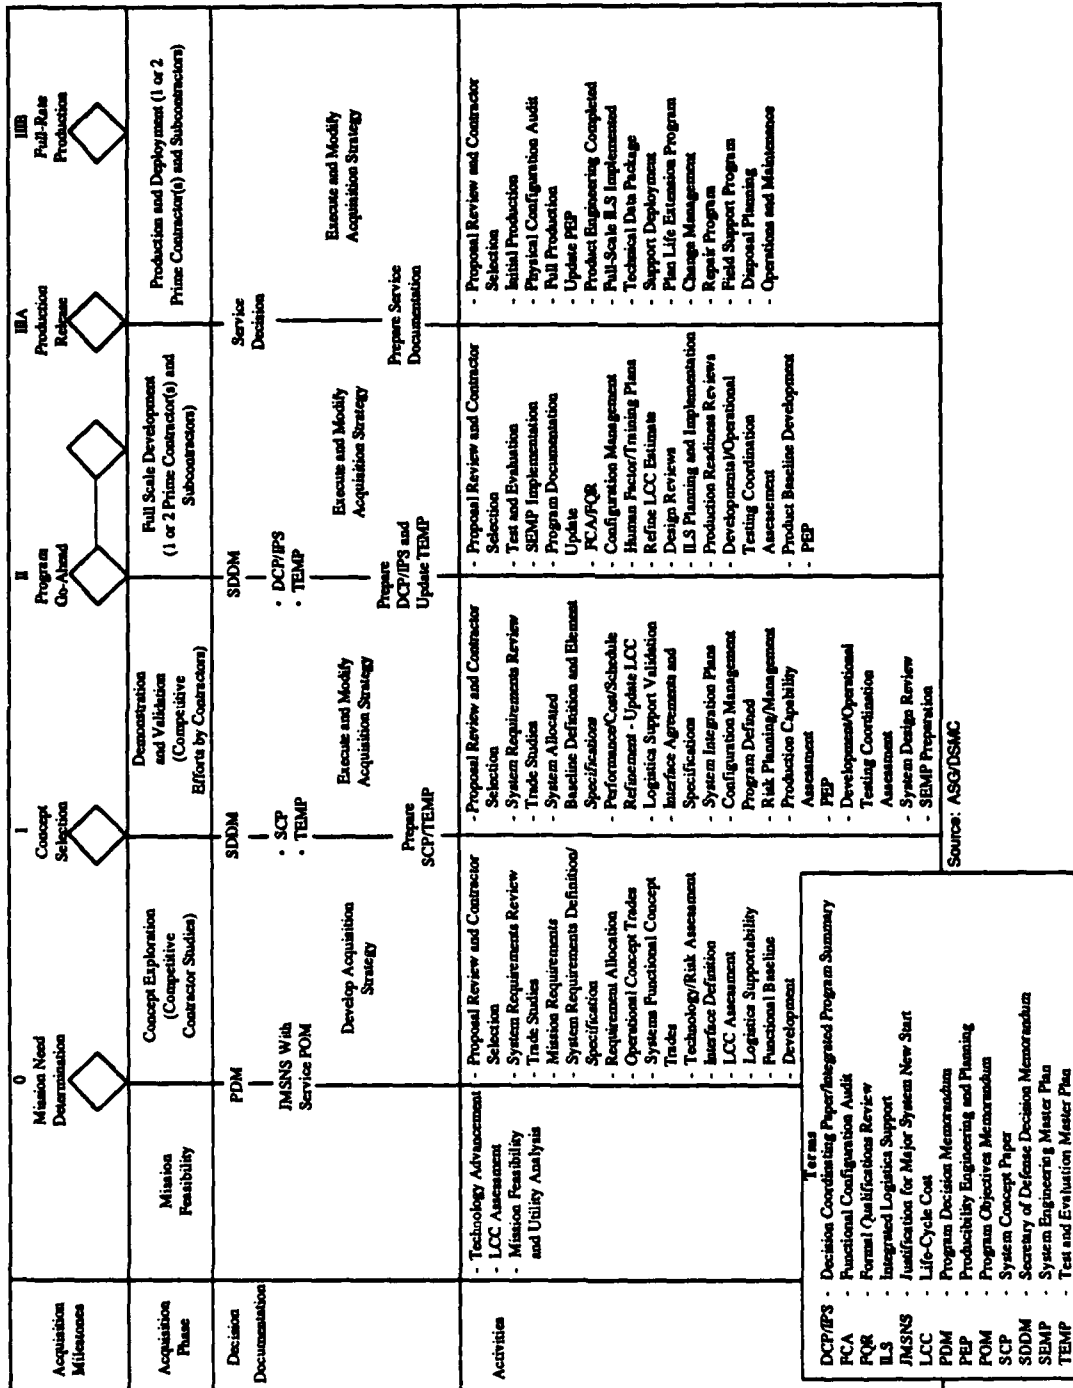 Acquisition
Milestones
0
Mission Need
Determination
I
Concept
Selection
II
Program
Go-Ahead
IIIA
Production
Release
IIIB
Full-Rate
Production
Acquisition
Phase
Mission
Feasibility
Concept Exploration
(Competitive
Contractor Studies)
Demonstration
and Validation
(Competitive
Efforts by Contractors)
Full Scale Development
(1 or 2 Prime Contractor(s) and
Subcontractors)
Production and Deployment (1 or 2
Prime Contractor(s) and Subcontractors)
Decision
Documentation
PDM
JMSNS With
Service POM
Develop Acquisition
Strategy
SDDM
• SCP
• TEMP
Prepare
SCP/TEMP
Execute and Modify
Acquisition Strategy
SDDM
• DCP/IPS
• TEMP
Prepare
DCP/IPS and
Update TEMP
Execute and Modify
Acquisition Strategy
Service
Decision
Prepare Service
Documentation
Execute and Modify
Acquisition Strategy
Activities
- Technology Advancement
- LCC Assessment
- Mission Feasibility
and Utility Analysis
- Proposal Review and Contractor
Selection
- System Requirements Review
- Trade Studies
- Mission Requirements
- System Requirements Definition/
Specification
- Requirement Allocation
- Operational Concept Trades
- Systems Functional Concept
Trades
- Technology/Risk Assessment
- Interface Definition
- LCC Assessment
- Logistics Supportability
- Functional Baseline
- Development
- Proposal Review and Contractor
Selection
- System Requirements Review
- Trade Studies
- System Allocated
Baseline Definition and Element
Specifications
- Performance/Cost/Schedule
Refinement - Update LCC
- Logistics Support Validation
- Interface Agreements and
Specifications
- System Integration Plans
- Configuration Management
Program Defined
- Risk Planning/Management
- Production Capability
Assessment
- PEP
- Development/Operational
Testing Coordination
Assessment
- System Design Review
- SEMP Preparation
- Proposal Review and Contractor
Selection
- Test and Evaluation
- SEMP Implementation
- Program Documentation
Update
- FCA/FQR
- Configuration Management
- Human Factor/Training Plans
- Refine LCC Estimate
- Design Reviews
- ILS Planning and Implementation
- Production Readiness Reviews
- Developmental/Operational
Testing Coordination
Assessment
- Product Baseline Development
- PEP
- Proposal Review and Contractor
Selection
- Initial Production
- Physical Configuration Audit
- Full Production
- Update PEP
- Product Engineering Completed
- Full-Scale ILS Implemented
- Technical Data Package
- Support Deployment
- Plan Life Extension Program
- Change Management
- Repair Program
- Field Support Program
- Disposal Planning
- Operations and Maintenance
Terms
DCP/IPS - Decision Coordinating Paper/Integrated Program Summary
FCA - Functional Configuration Audit
FQR - Formal Qualifications Review
ILS - Integrated Logistics Support
JMSNS - Justification for Major System New Start
LCC - Life-Cycle Cost
PDM - Program Decision Memorandum
PEP - Producibility Engineering and Planning
POM - Program Objectives Memorandum
SCP - System Concept Paper
SDDM - Secretary of Defense Decision Memorandum
SEMP - System Engineering Master Plan
TEMP - Test and Evaluation Master Plan
Source: ASG/DSMC